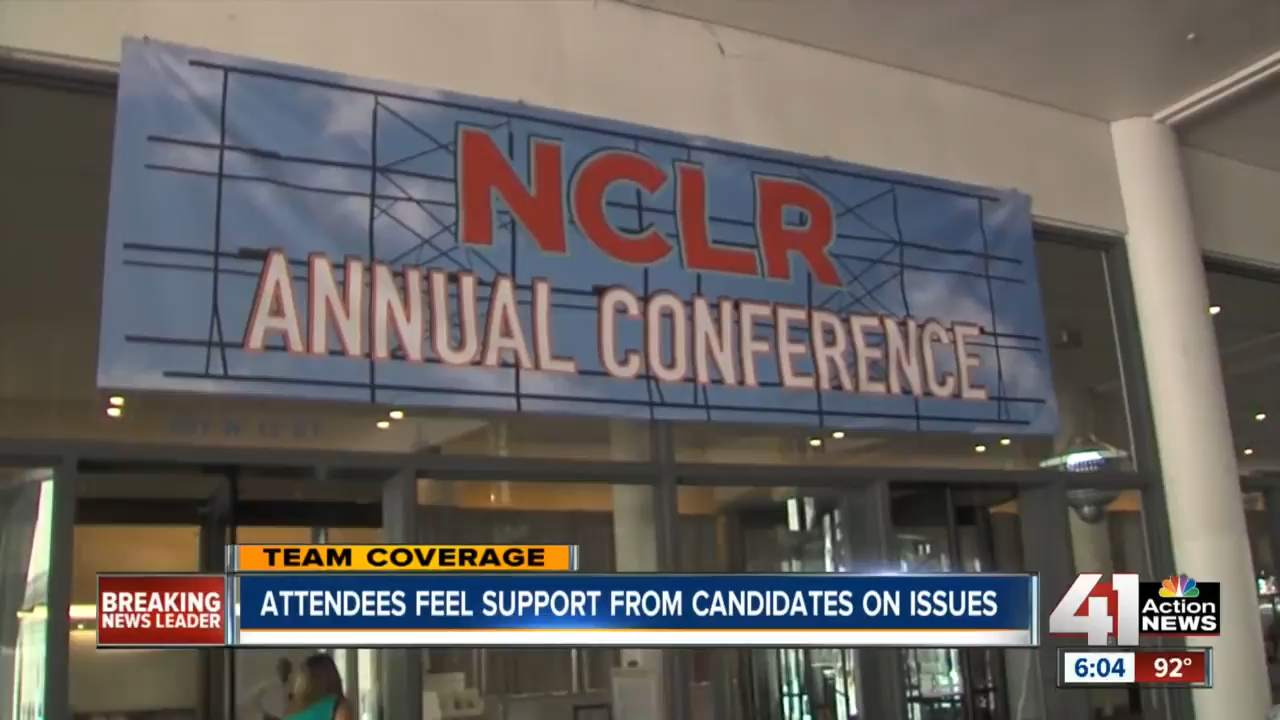 NCLR
ANNUAL CONFERENCE
TEAM COVERAGE
BREAKING
NEWS LEADER
ATTENDEES FEEL SUPPORT FROM CANDIDATES ON ISSUES
41 Action
NEWS
6:04 92°